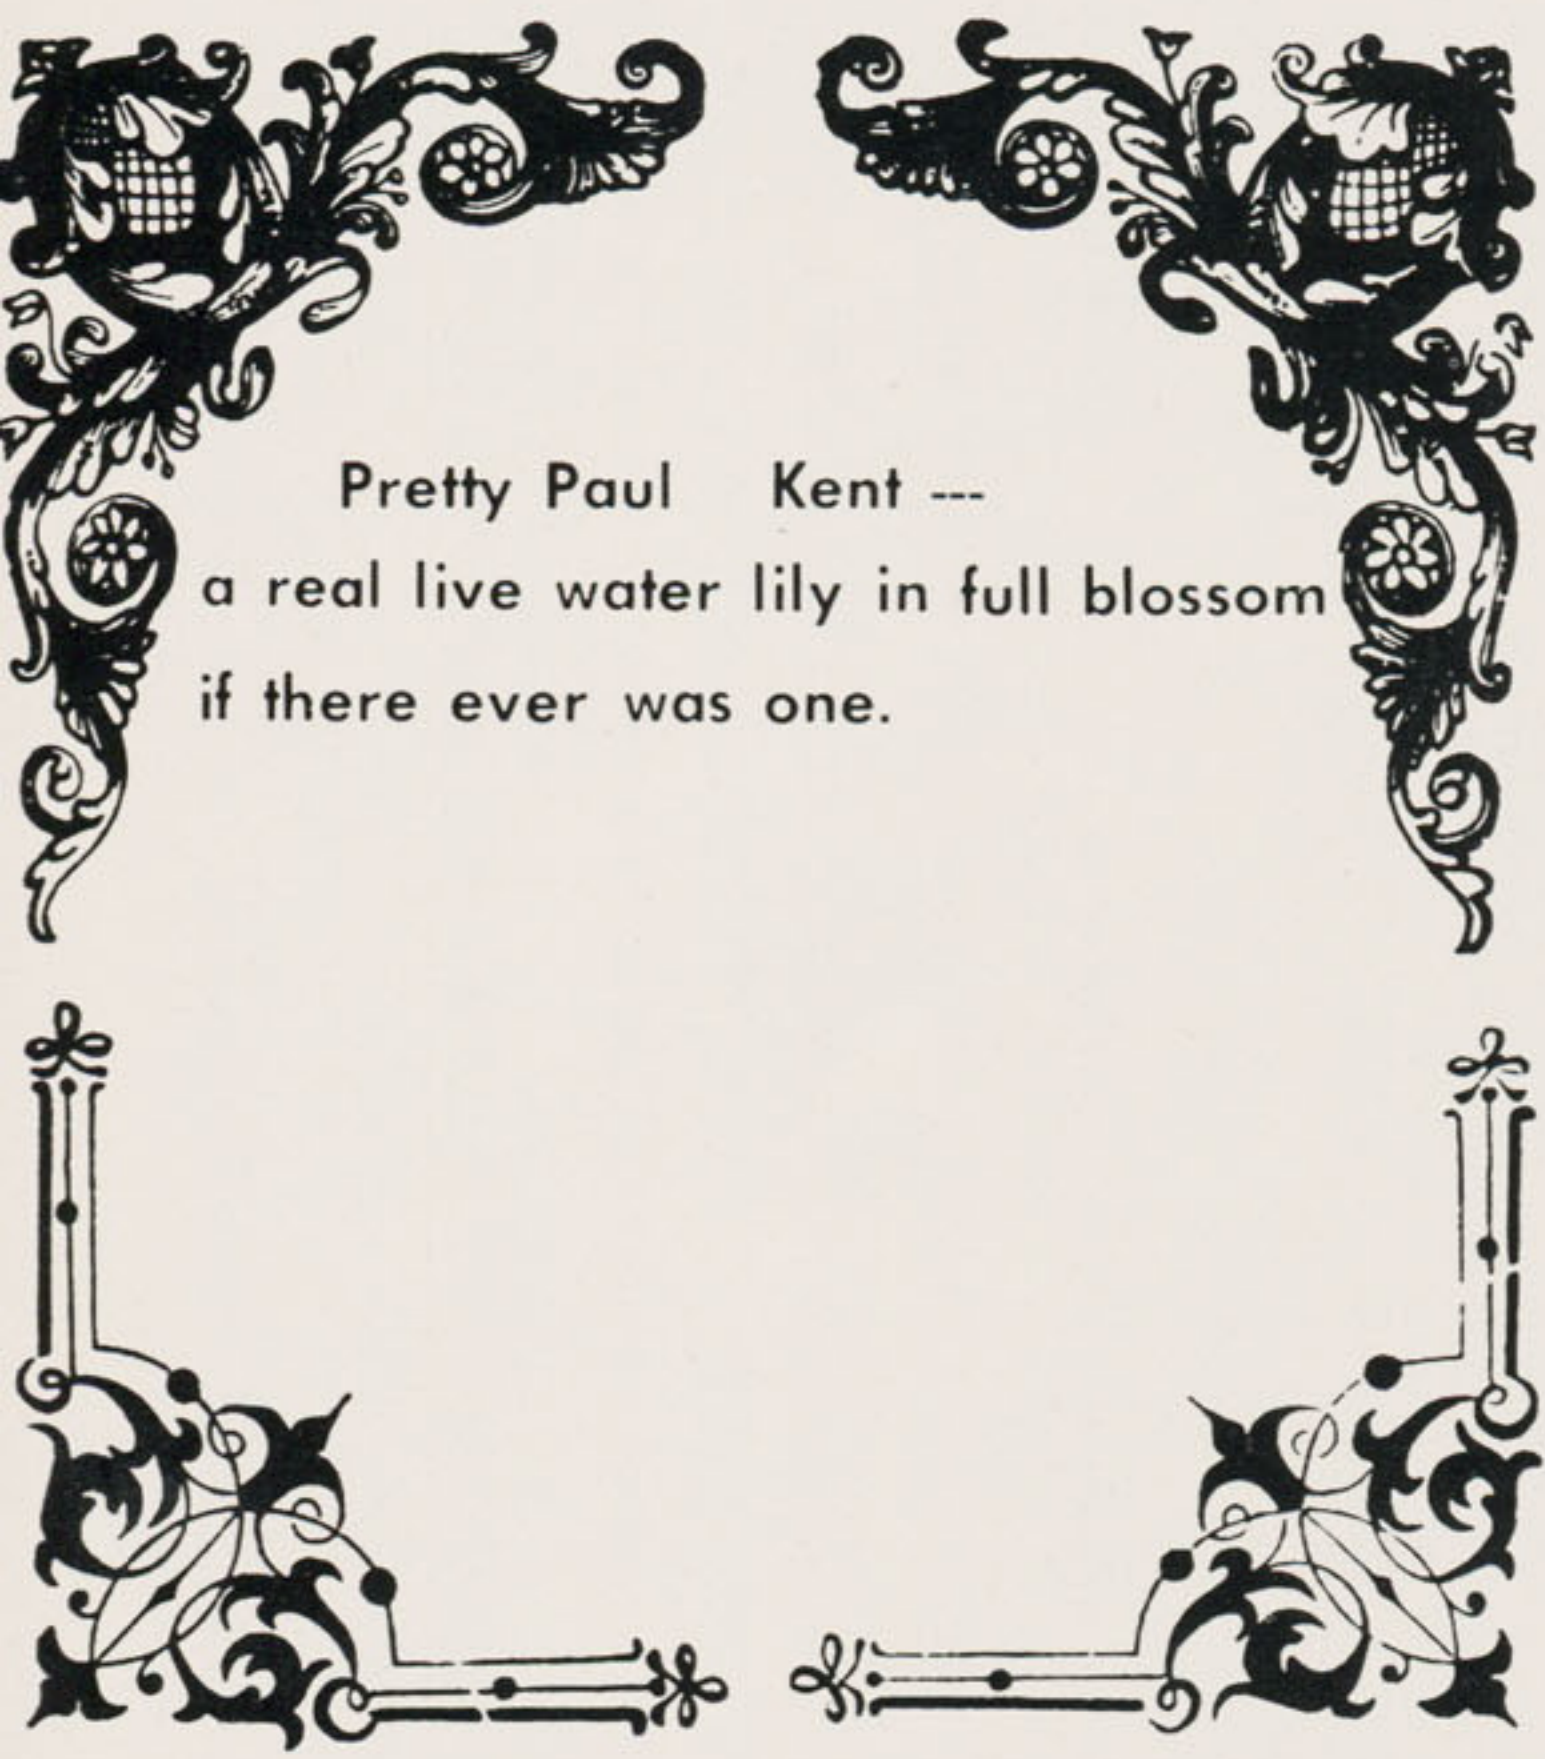 Pretty Paul Kent ---
a real live water lily in full blossom
if there ever was one.